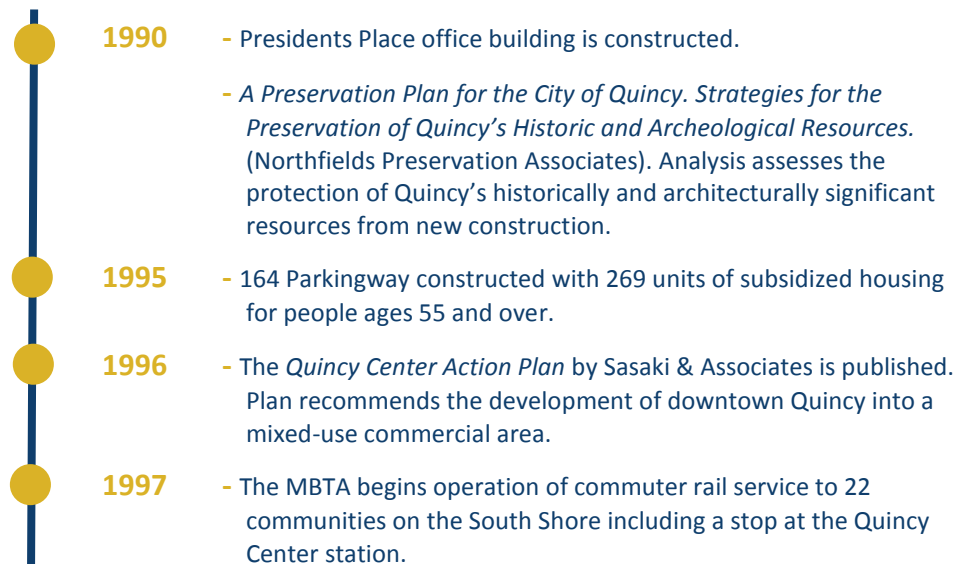 1990 - Presidents Place office building is constructed.
- A Preservation Plan for the City of Quincy. Strategies for the
Preservation of Quincy’s Historic and Archeological Resources.
(Northfields Preservation Associates). Analysis assesses the
protection of Quincy’s historically and architecturally significant
resources from new construction.
1995 - 164 Parkingway constructed with 269 units of subsidized housing
for people ages 55 and over.
1996 - The Quincy Center Action Plan by Sasaki & Associates is published.
Plan recommends the development of downtown Quincy into a
mixed-use commercial area.
1997 - The MBTA begins operation of commuter rail service to 22
communities on the South Shore including a stop at the Quincy
Center station.